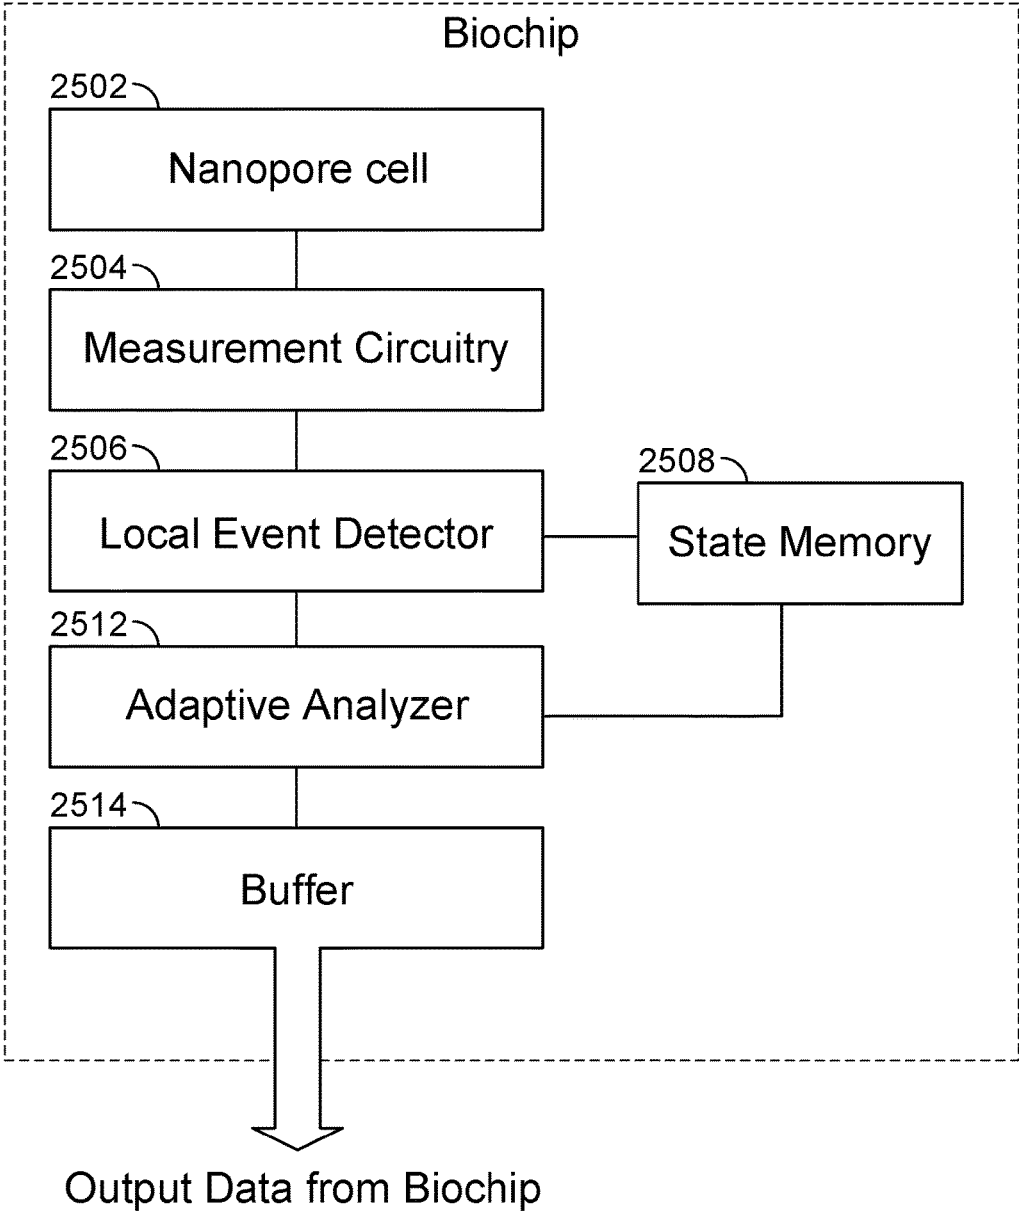 Biochip
2502
Nanopore cell
2504
Measurement Circuitry
2506
Local Event Detector
2508
State Memory
2512
Adaptive Analyzer
2514
Buffer
Output Data from Biochip